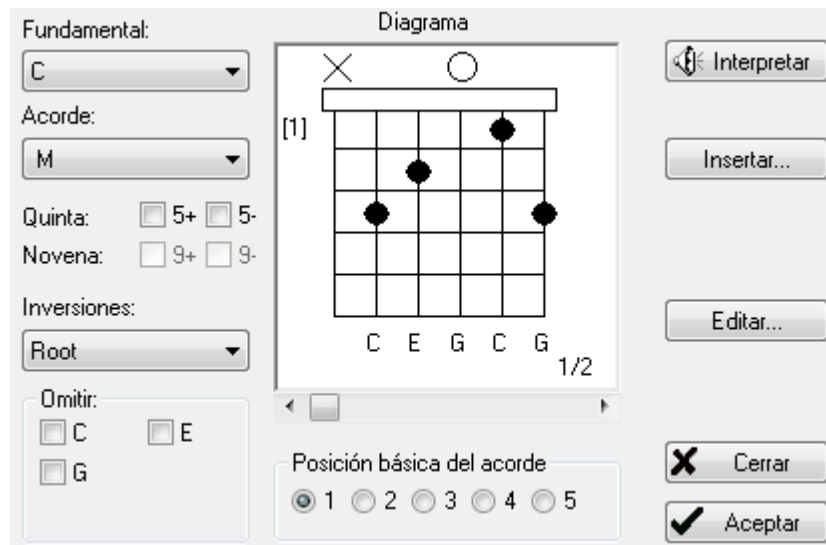 Fundamental:
C
Acorde:
M
Quinta: 5+ 5-
Novena: 9+ 9-
Inversiones:
Root
Omitir:
C E
G
Diagrama
[1]
C E G C G
1/2
Posición básica del acorde
1 2 3 4 5
Interpretar
Insertar...
Editar...
Cerrar
Aceptar